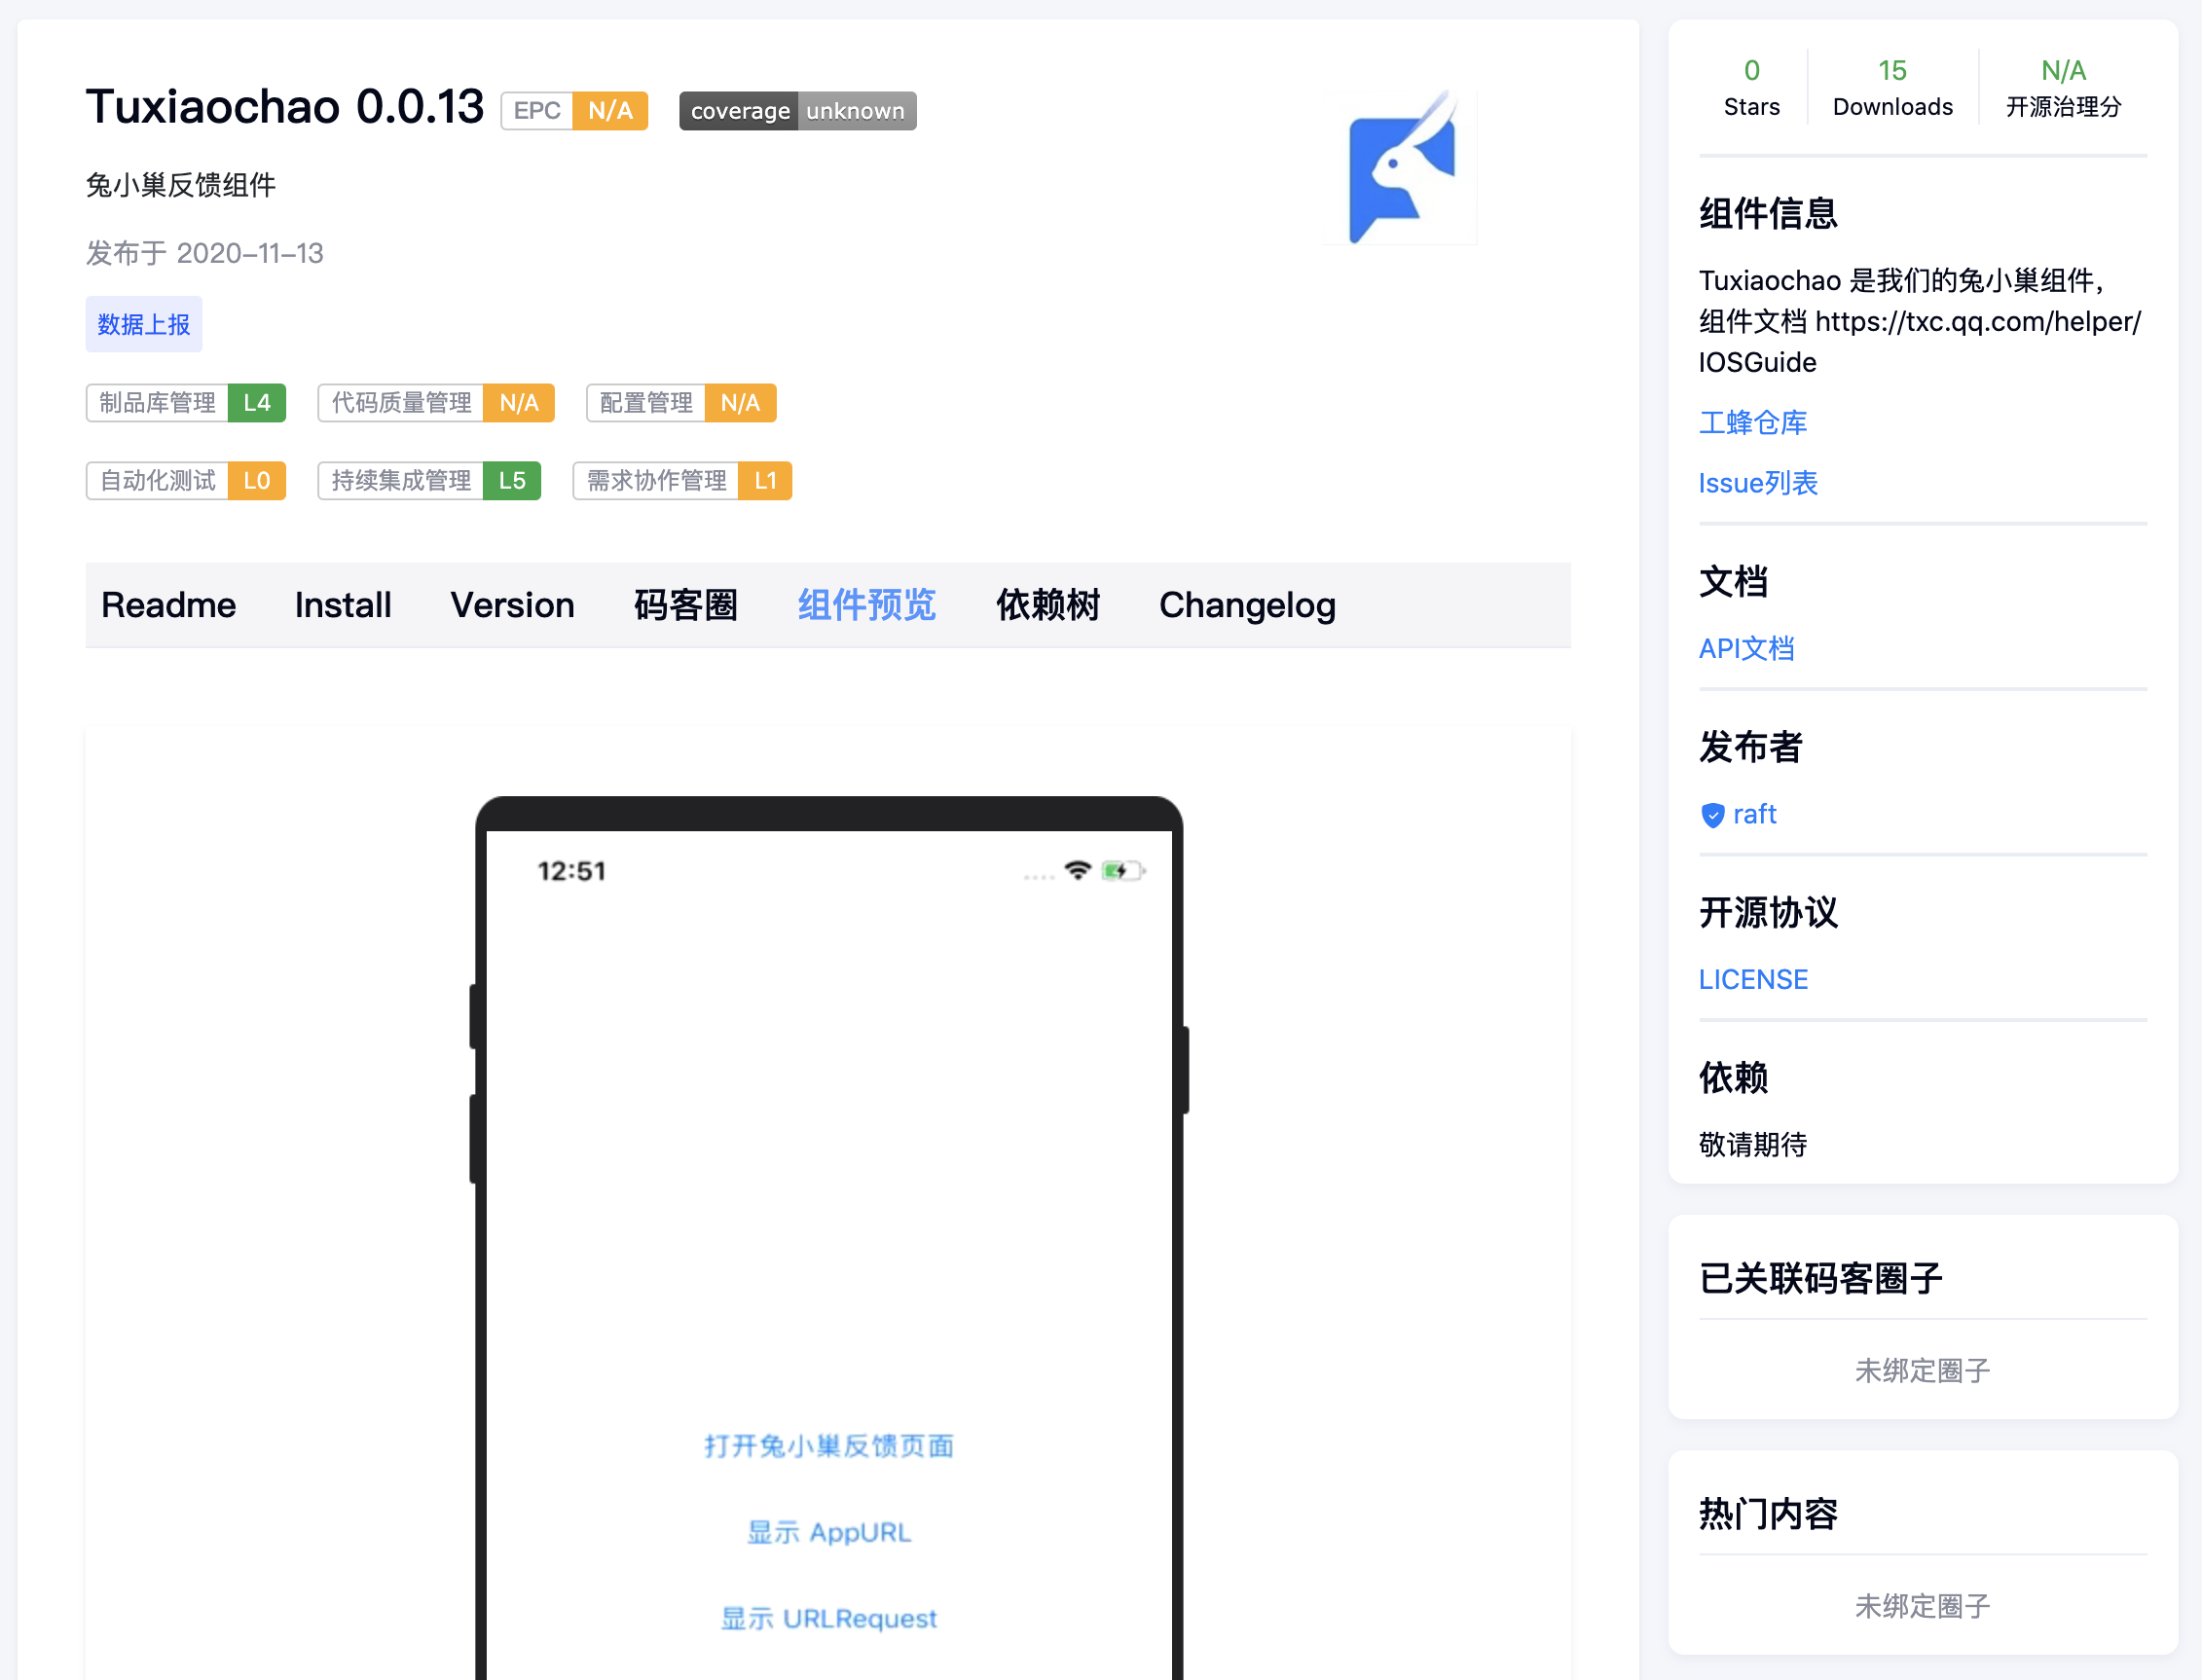 Tuxiaochao 0.0.13 EPC N/A coverage unknown
兔小巢反馈组件
发布于 2020-11-13
数据上报
制品库管理 L4 代码质量管理 N/A 配置管理 N/A
自动化测试 L0 持续集成管理 L5 需求协作管理 L1
Readme Install Version 码客圈 组件预览 依赖树 Changelog
12:51
打开兔小巢反馈页面
显示 AppURL
显示 URLRequest
0 15 N/A
Stars Downloads 开源治理分
组件信息
Tuxiaochao 是我们的兔小巢组件，
组件文档 https://txc.qq.com/helper/
IOSGuide
工蜂仓库
Issue列表
文档
API文档
发布者
raft
开源协议
LICENSE
依赖
敬请期待
已关联码客圈子
未绑定圈子
热门内容
未绑定圈子